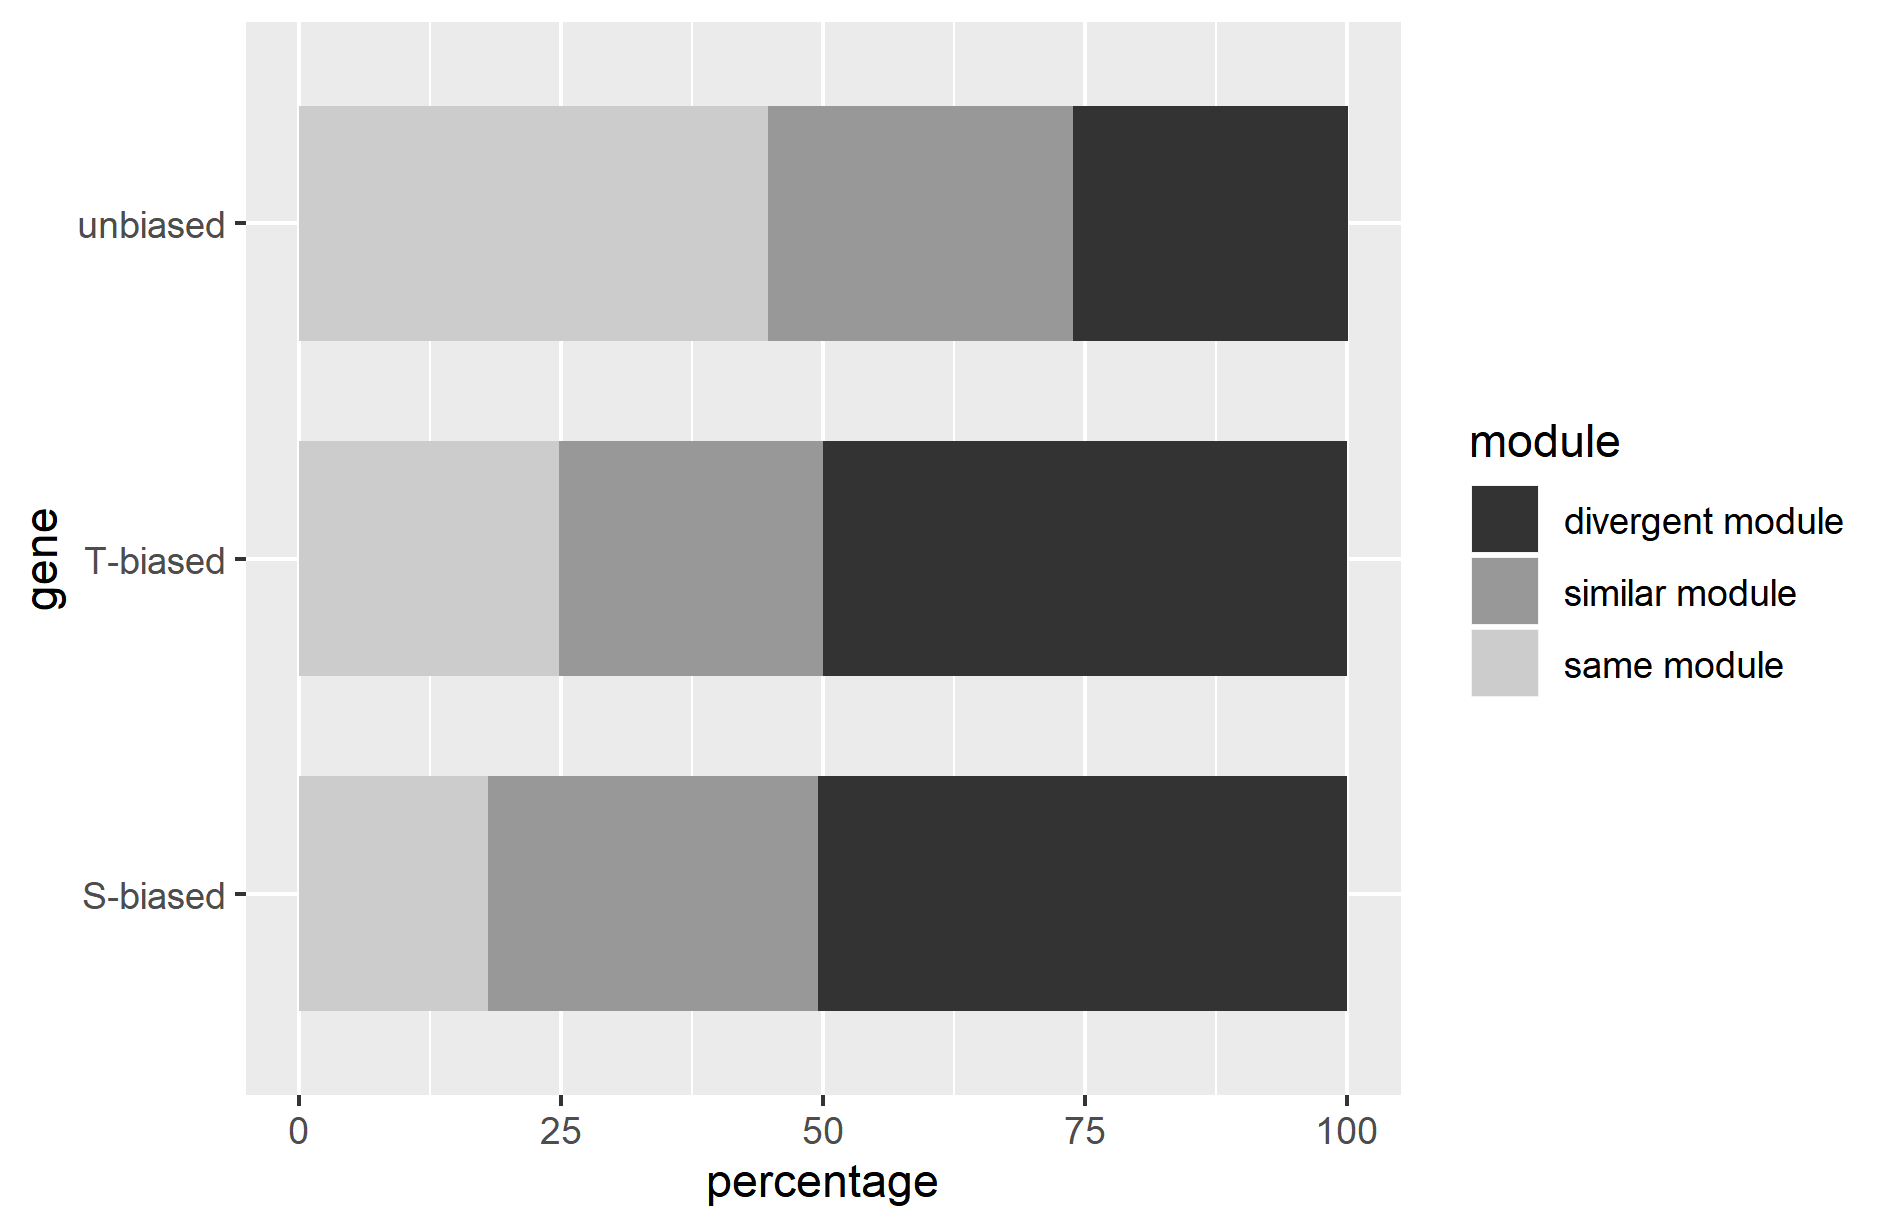 unbiased
T-biased
S-biased
gene
0 25 50 75 100
percentage
module
divergent module
similar module
same module